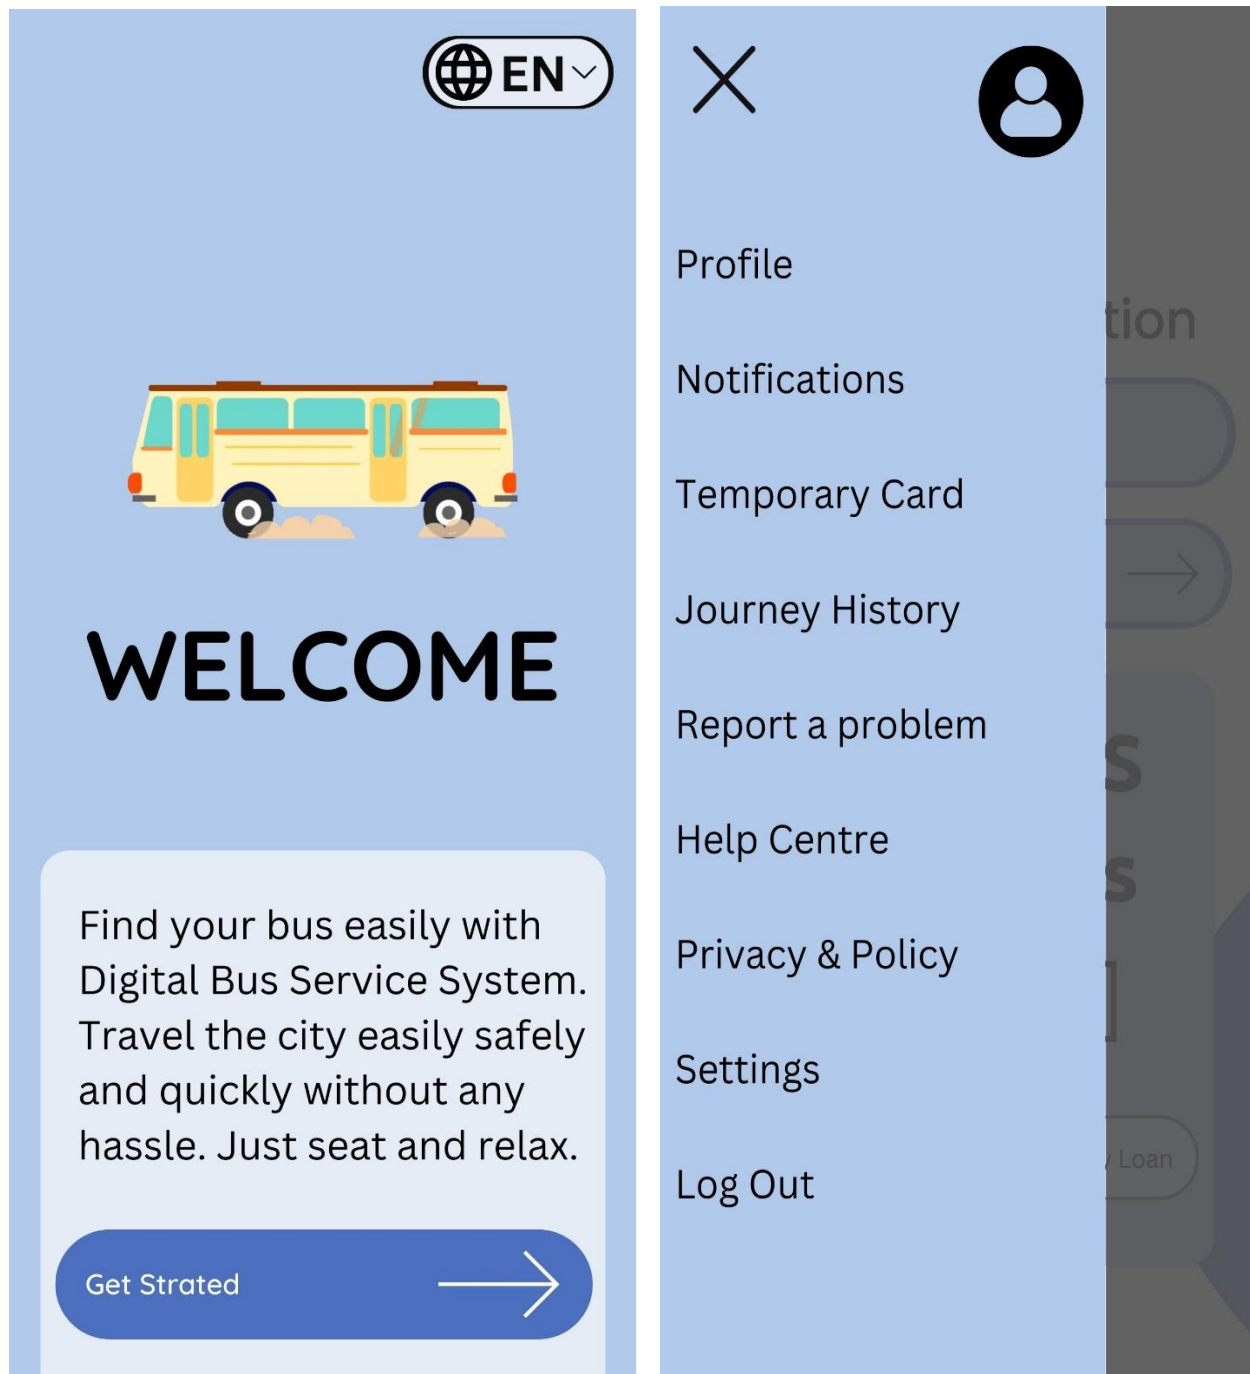 EN
WELCOME
Find your bus easily with
Digital Bus Service System.
Travel the city easily safely
and quickly without any
hassle. Just seat and relax.
Get Strated
Profile
Notifications
Temporary Card
Journey History
Report a problem
Help Centre
Privacy & Policy
Settings
Log Out
Loan